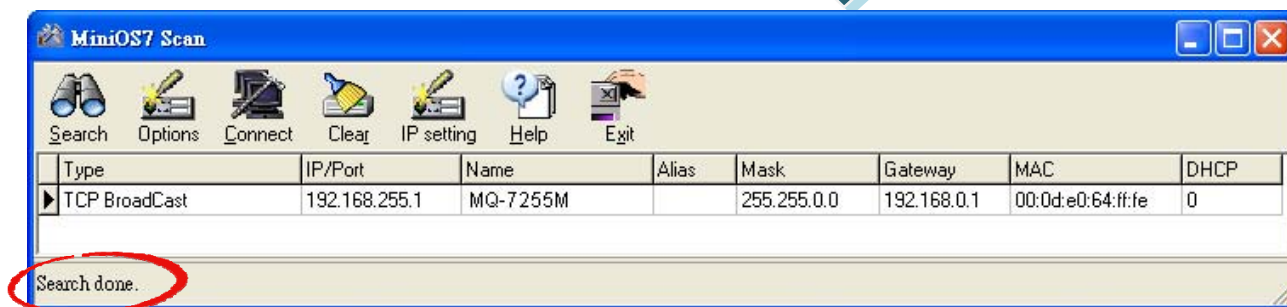 MiniOS7 Scan
Search Options Connect Clear IP setting Help Exit
Type IP/Port Name Alias Mask Gateway MAC DHCP
TCP BroadCast 192.168.255.1 MQ-7255M 255.255.0.0 192.168.0.1 00:0d:e0:64:ff:fe 0
Search done.